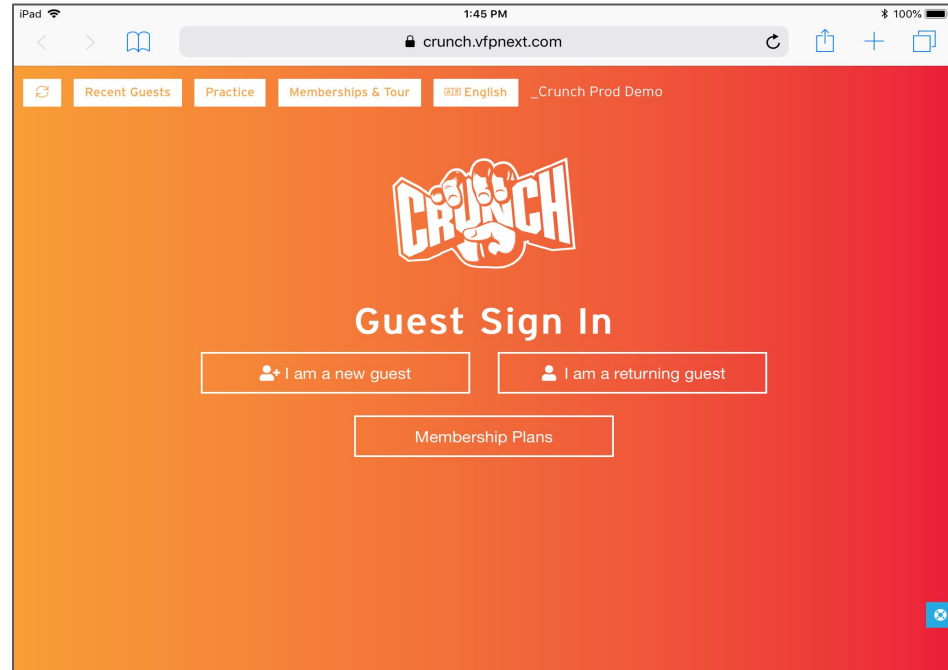 iPad 1:45 PM 100%
crunch.vfpnext.com
Recent Guests Practice Memberships & Tour English _Crunch Prod Demo
CRUNCH
Guest Sign In
I am a new guest I am a returning guest
Membership Plans